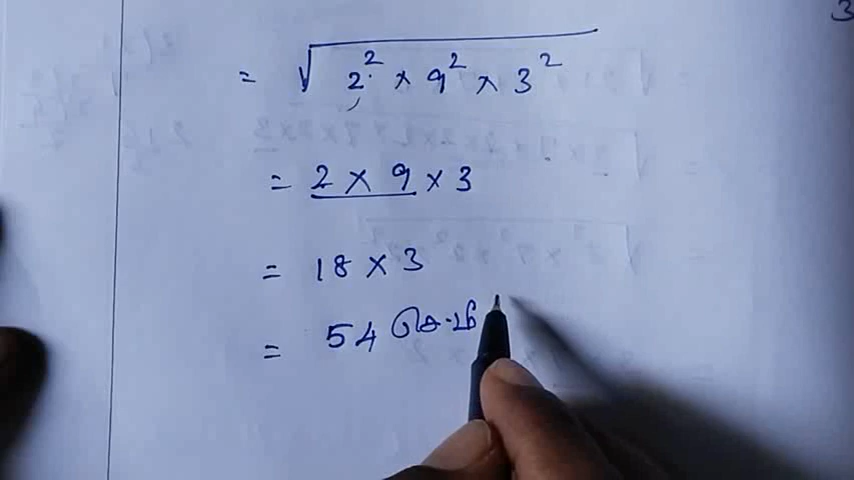 3
= √2² × 9² × 3²
= 2 × 9 × 3
= 18 × 3
= 54 செ.மீ